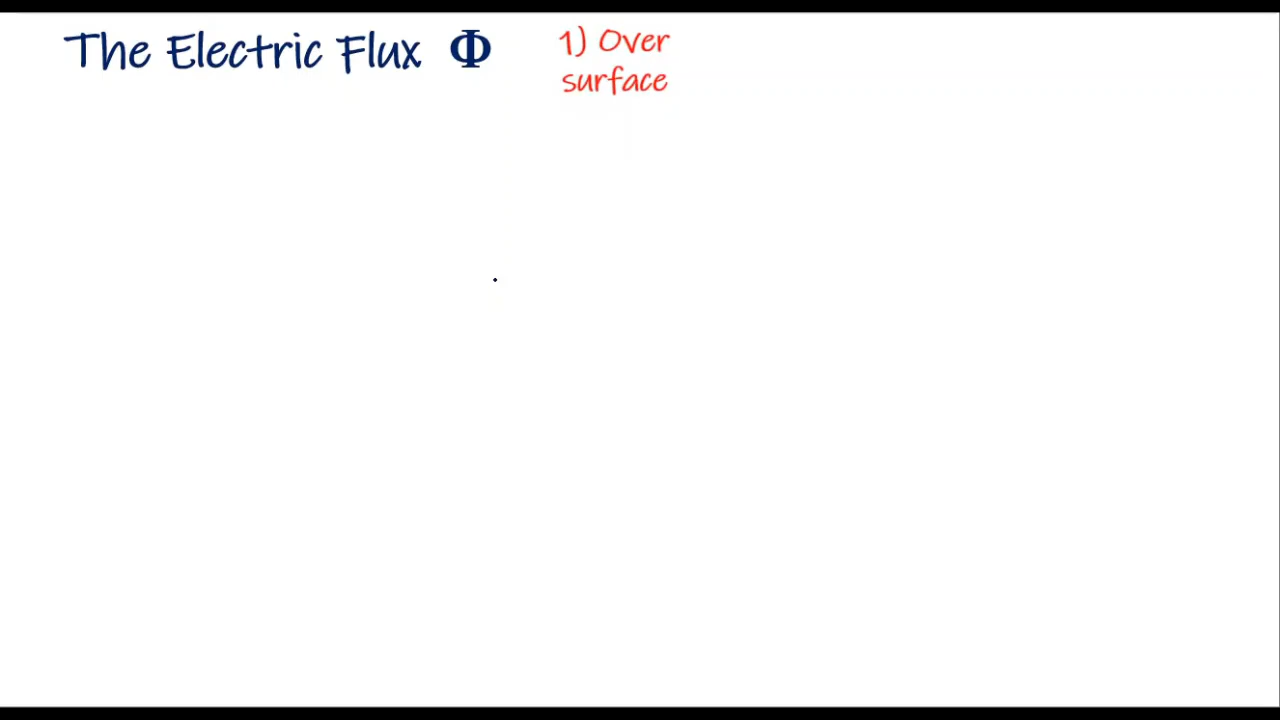 The Electric Flux Φ
1) Over
surface